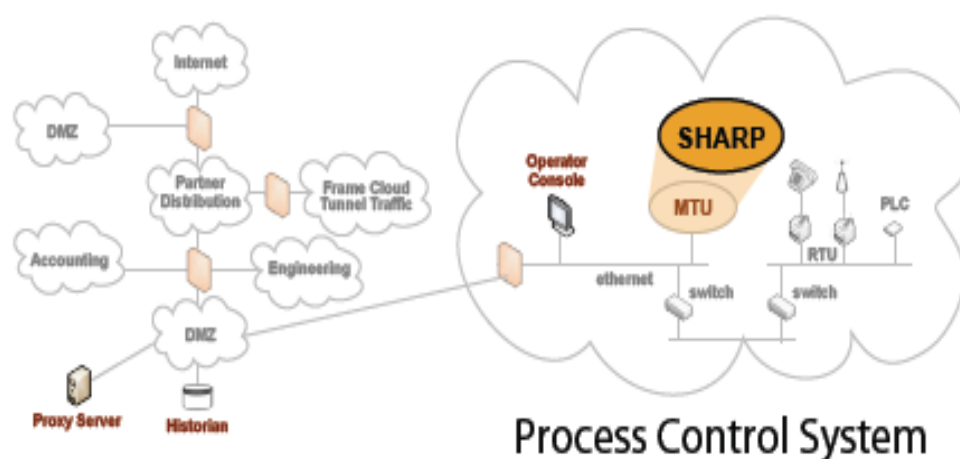 Internet
DMZ
Partner
Distribution
Frame Cloud
Tunnel Traffic
Accounting
Engineering
DMZ
Proxy Server
Historian
Operator
Console
SHARP
MTU
PLC
RTU
ethernet
switch
switch
Process Control System